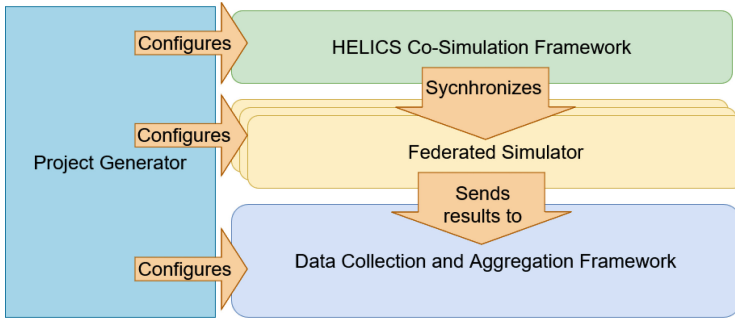 Configures
HELICS Co-Simulation Framework
Sycnhronizes
Configures
Federated Simulator
Project Generator
Sends
results to
Configures
Data Collection and Aggregation Framework